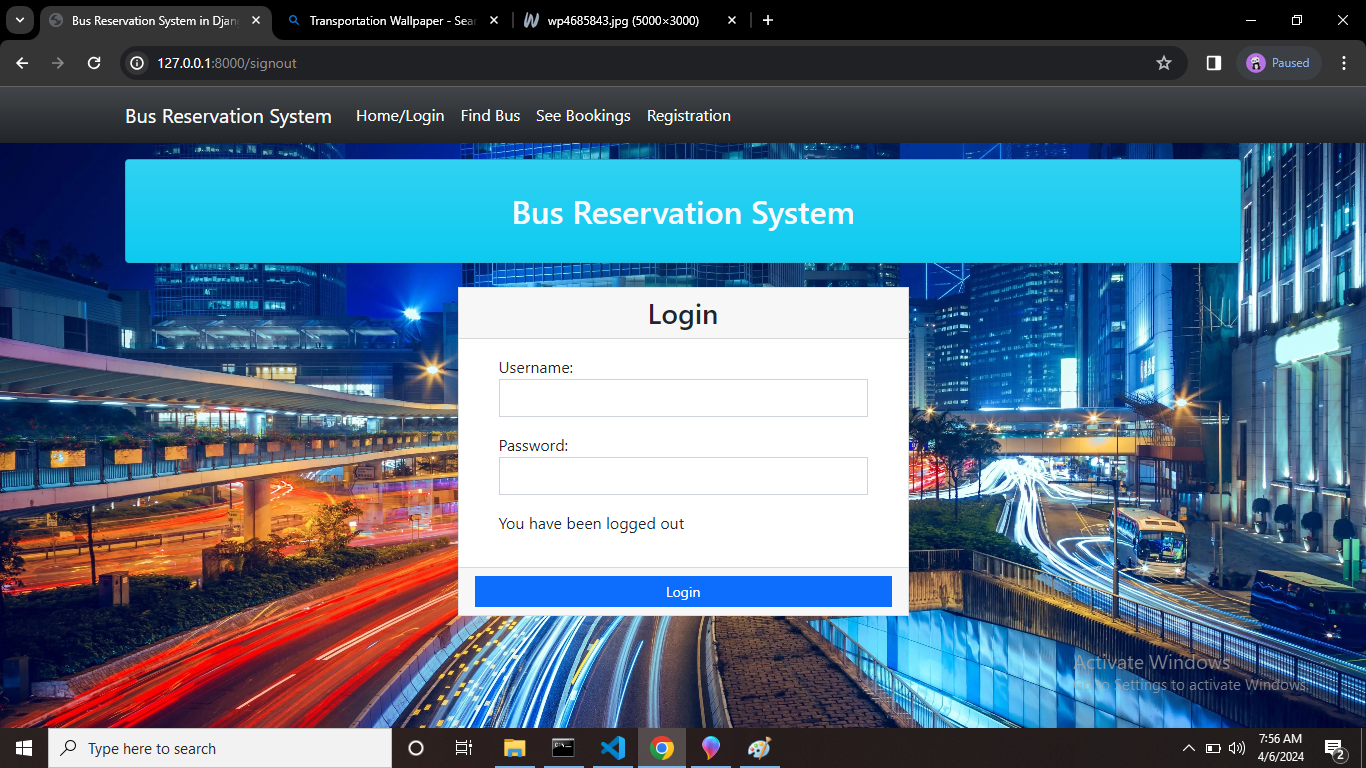 Bus Reservation System in Djan
Transportation Wallpaper - Sear
wp4685843.jpg (5000×3000)
127.0.0.1:8000/signout
Paused
Bus Reservation System
Home/Login
Find Bus
See Bookings
Registration
Bus Reservation System
Login
Username:
Password:
You have been logged out
Login
Activate Windows
Go to Settings to activate Windows.
Type here to search
7:56 AM
4/6/2024
2